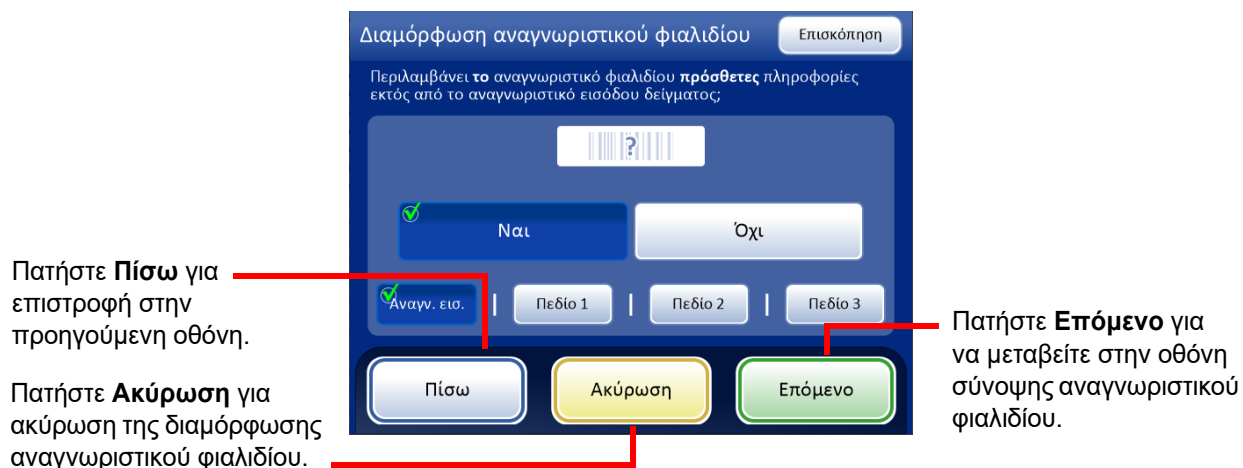 Διαμόρφωση αναγνωριστικού φιαλιδίου
Επισκόπηση
Περιλαμβάνει το αναγνωριστικό φιαλιδίου πρόσθετες πληροφορίες
εκτός από το αναγνωριστικό εισόδου δείγματος;
?
Ναι
Όχι
Αναγν. εισ. | Πεδίο 1 | Πεδίο 2 | Πεδίο 3
Πίσω
Ακύρωση
Επόμενο
Πατήστε Πίσω για
επιστροφή στην
προηγούμενη οθόνη.
Πατήστε Ακύρωση για
ακύρωση της διαμόρφωσης
αναγνωριστικού φιαλιδίου.
Πατήστε Επόμενο για
να μεταβείτε στην οθόνη
σύνοψης αναγνωριστικού
φιαλιδίου.